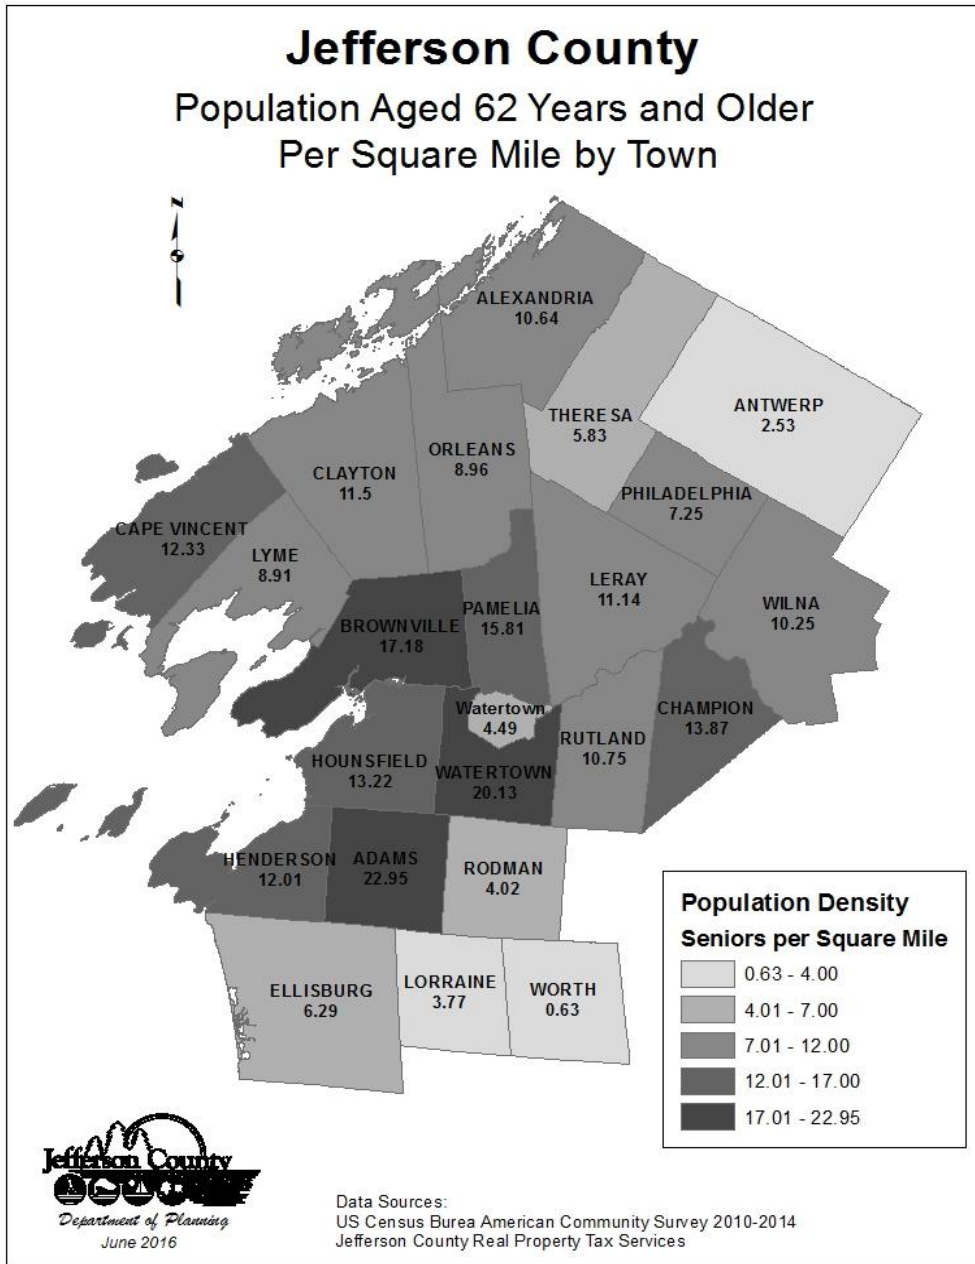 Jefferson County
Population Aged 62 Years and Older
Per Square Mile by Town
N
ALEXANDRIA
10.64
THERESA
5.83
ANTWERP
2.53
ORLEANS
8.96
CLAYTON
11.5
PHILADELPHIA
7.25
CAPE VINCENT
12.33
LYME
8.91
LERAY
11.14
WILNA
10.25
PAMELIA
15.81
BROWNVILLE
17.18
Watertown
4.49
CHAMPION
13.87
RUTLAND
10.75
HOUNSFIELD
13.22
WATERTOWN
20.13
HENDERSON
12.01
ADAMS
22.95
RODMAN
4.02
ELLISBURG
6.29
LORRAINE
3.77
WORTH
0.63
Population Density
Seniors per Square Mile
0.63 - 4.00
4.01 - 7.00
7.01 - 12.00
12.01 - 17.00
17.01 - 22.95
Jefferson County
Department of Planning
June 2016
Data Sources:
US Census Burea American Community Survey 2010-2014
Jefferson County Real Property Tax Services